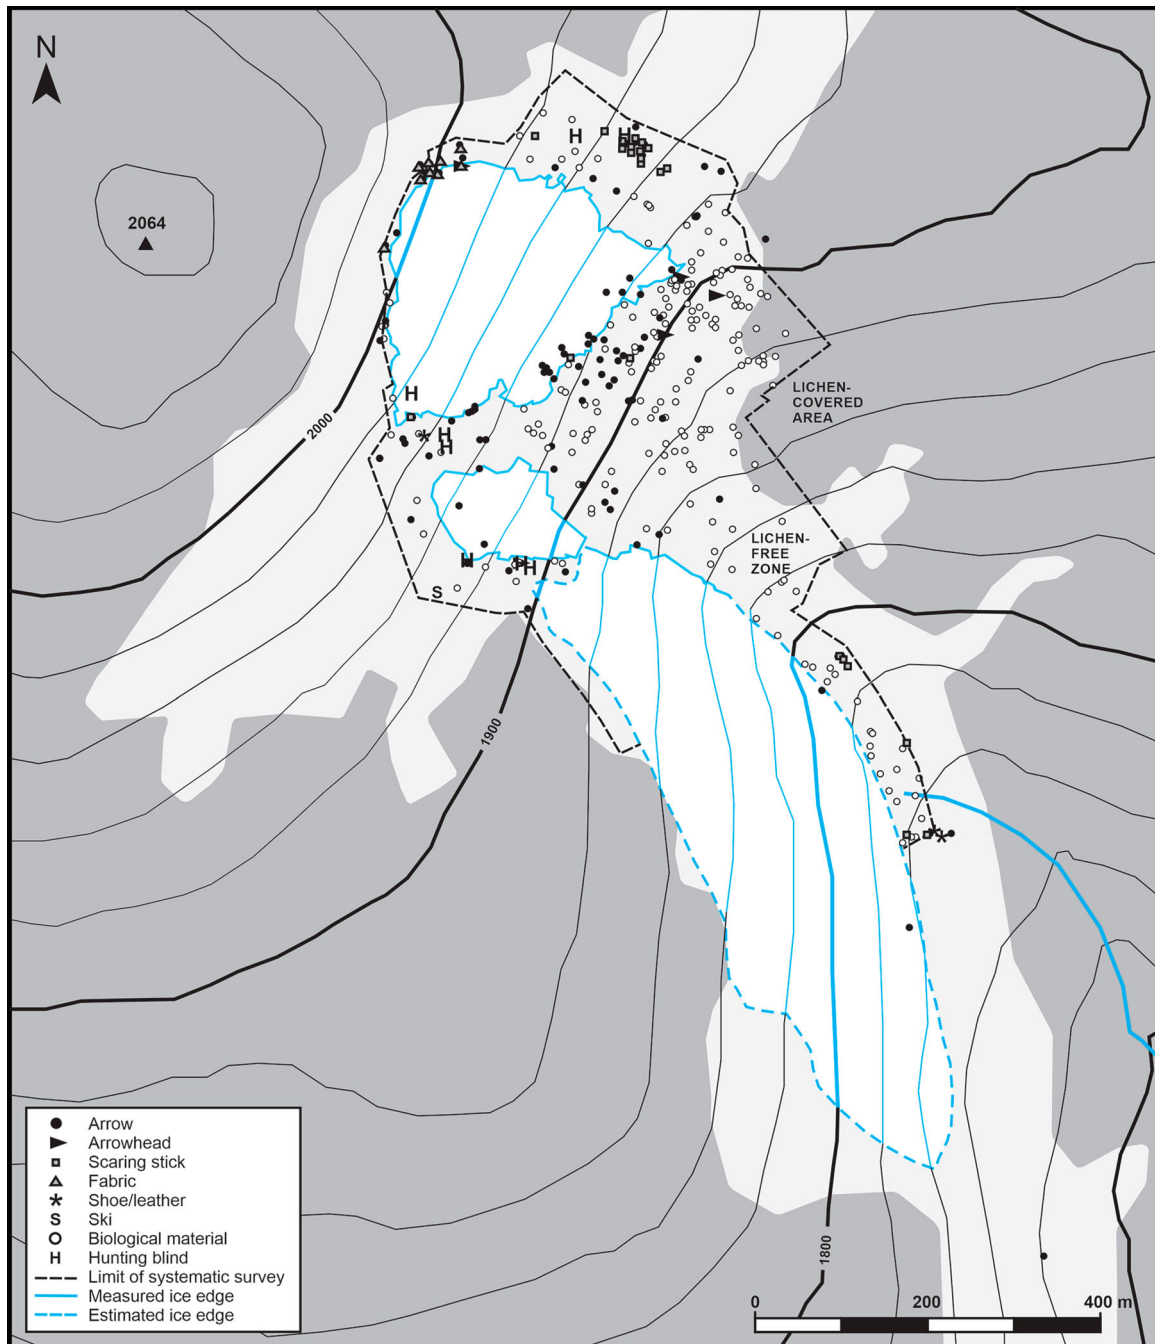 N
2064
H
H
H
2000
H
H
LICHEN-
COVERED
AREA
LICHEN-
FREE
ZONE
H
H
H
S
1900
1800
Arrow
Arrowhead
Scaring stick
Fabric
Shoe/leather
S Ski
Biological material
H Hunting blind
Limit of systematic survey
Measured ice edge
Estimated ice edge
0 200 400 m